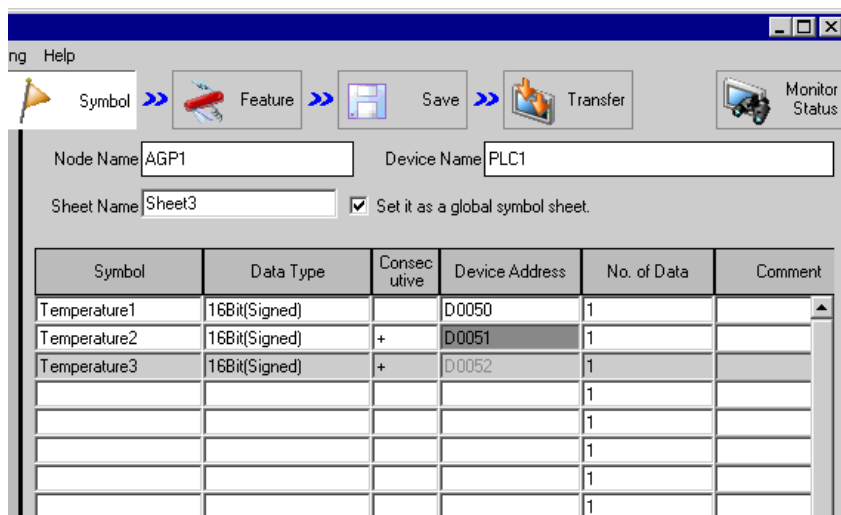 ng Help
Symbol Feature Save Transfer Monitor Status
Node Name AGP1 Device Name PLC1
Sheet Name Sheet3 Set it as a global symbol sheet.
Symbol Data Type Consec utive Device Address No. of Data Comment
Temperature1 16Bit(Signed) D0050 1
Temperature2 16Bit(Signed) + D0051 1
Temperature3 16Bit(Signed) + D0052 1
1
1
1
1
1